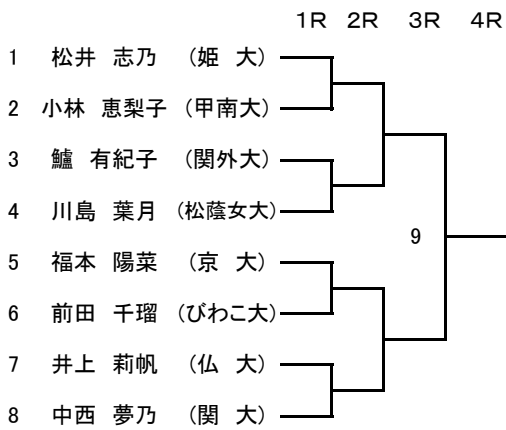 1R 2R 3R 4R
1 松井 志乃 (姫 大)
2 小林 恵梨子 (甲南大)
3 鱸 有紀子 (関外大)
4 川島 葉月 (松蔭女大)
9
5 福本 陽菜 (京 大)
6 前田 千瑠 (びわこ大)
7 井上 莉帆 (仏 大)
8 中西 夢乃 (関 大)